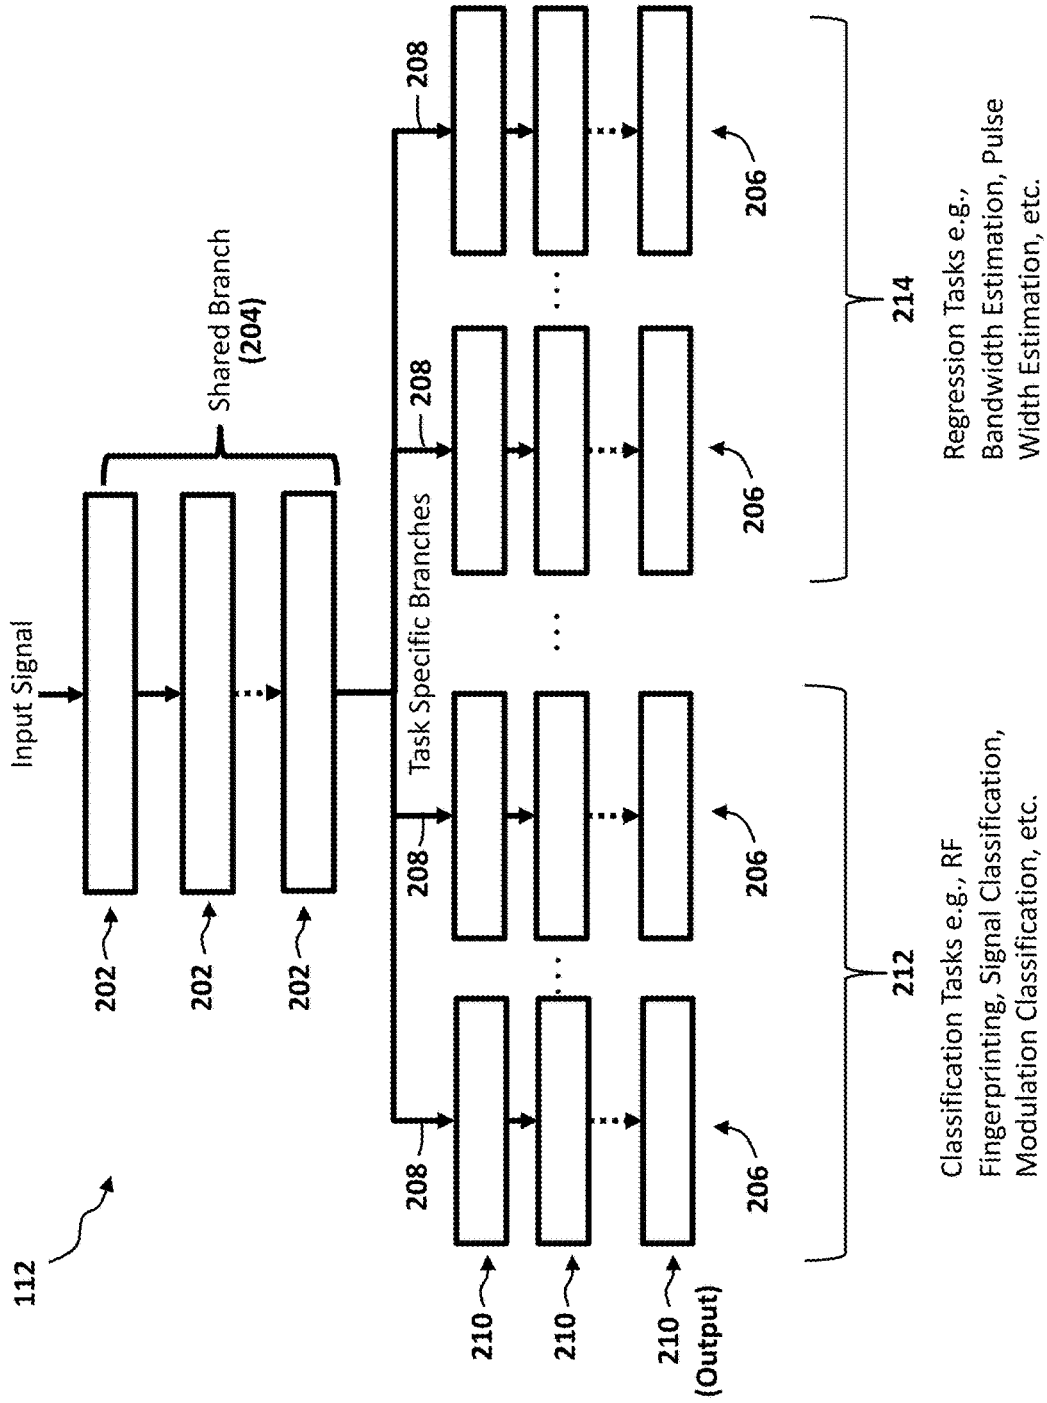 112
Input Signal
202
202
202
Shared Branch
(204)
Task Specific Branches
208
208
208
208
210
210
210
(Output)
206
206
206
206
212
214
Classification Tasks e.g., RF
Fingerprinting, Signal Classification,
Modulation Classification, etc.
Regression Tasks e.g.,
Bandwidth Estimation, Pulse
Width Estimation, etc.